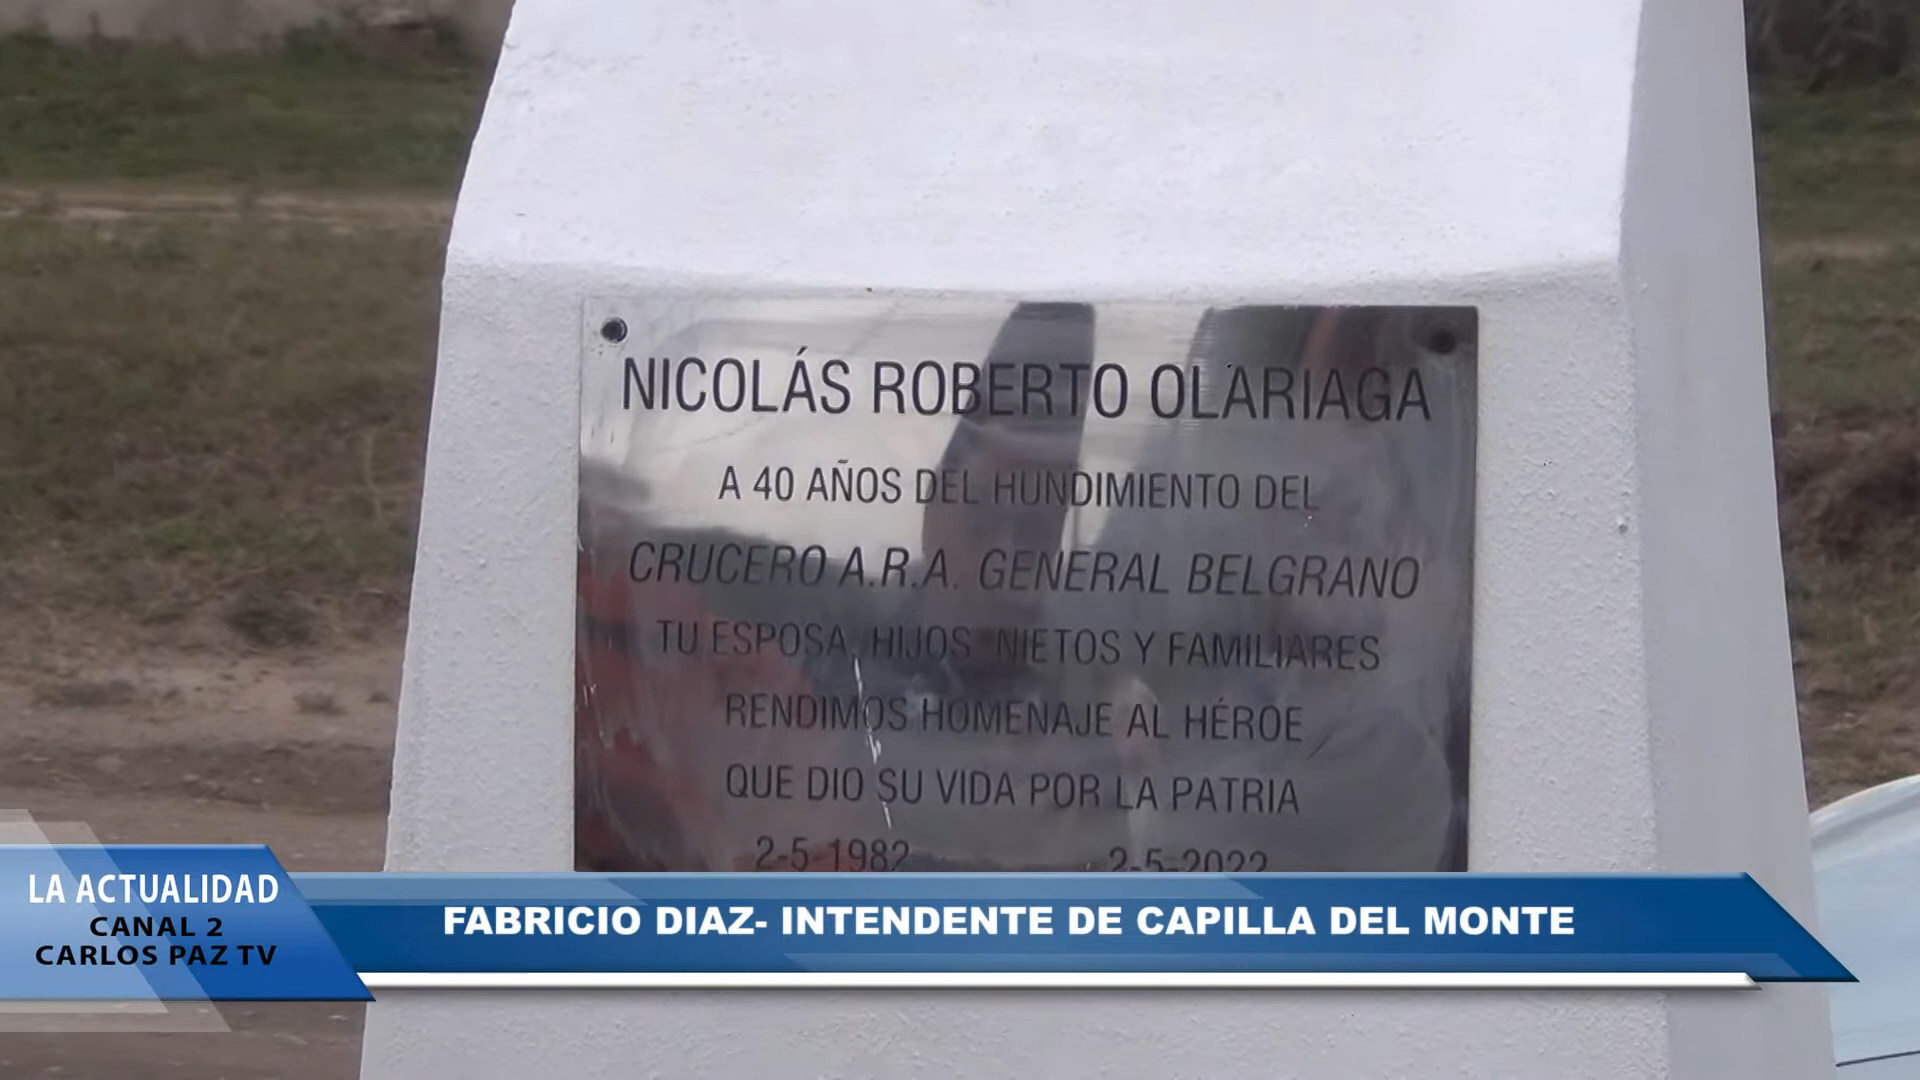 NICOLÁS ROBERTO OLARIAGA
A 40 AÑOS DEL HUNDIMIENTO DEL
CRUCERO A.R.A. GENERAL BELGRANO
TU ESPOSA, HIJOS NIETOS Y FAMILIARES
RENDIMOS HOMENAJE AL HÉROE
QUE DIO SU VIDA POR LA PATRIA
2-5-1982 2-5-2022
LA ACTUALIDAD
CANAL 2
CARLOS PAZ TV
FABRICIO DIAZ- INTENDENTE DE CAPILLA DEL MONTE